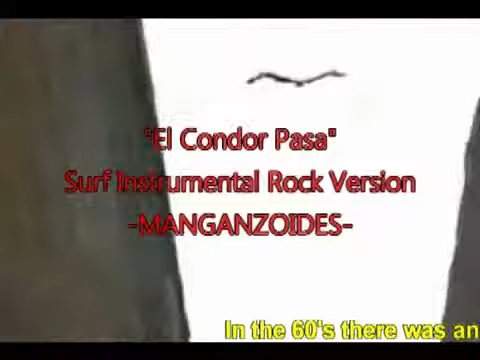 "El Condor Pasa"
Surf Instrumental Rock Version
-MANGANZOIDES-
In the 60's there was an